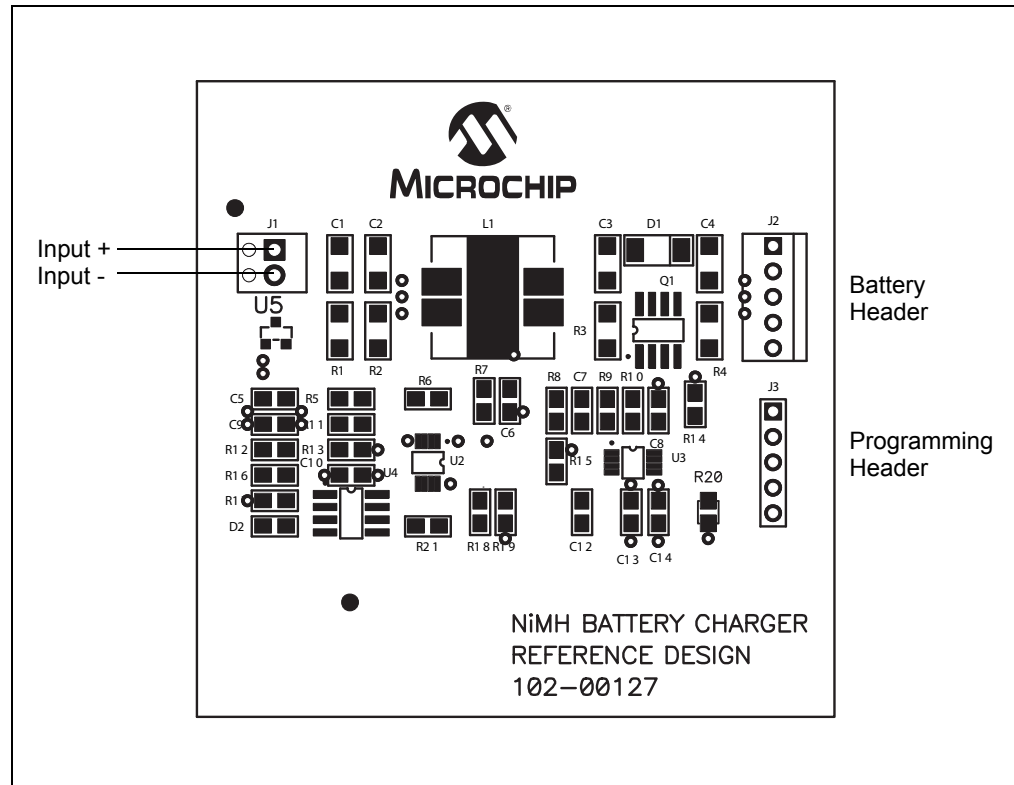 ®
MICROCHIP
J1 C1 C2 L1 C3 D1 C4 J2
Input +
Input -
Q1
Battery
Header
U5
R3
R1 R2 R4
R7 R8 C7 R9 R10
R6
J3
C5 R5
C9 R11
C6 C8 R14
R12 R13
C10 U4 U2 R15 U3
Programming
Header
R16 R20
R1
D2
R21 R18 R19 C12 C13 C14
NiMH BATTERY CHARGER
REFERENCE DESIGN
102-00127